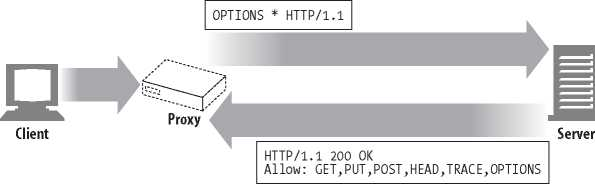 OPTIONS * HTTP/1.1
Client
Proxy
Server
HTTP/1.1 200 OK
Allow: GET,PUT,POST,HEAD,TRACE,OPTIONS